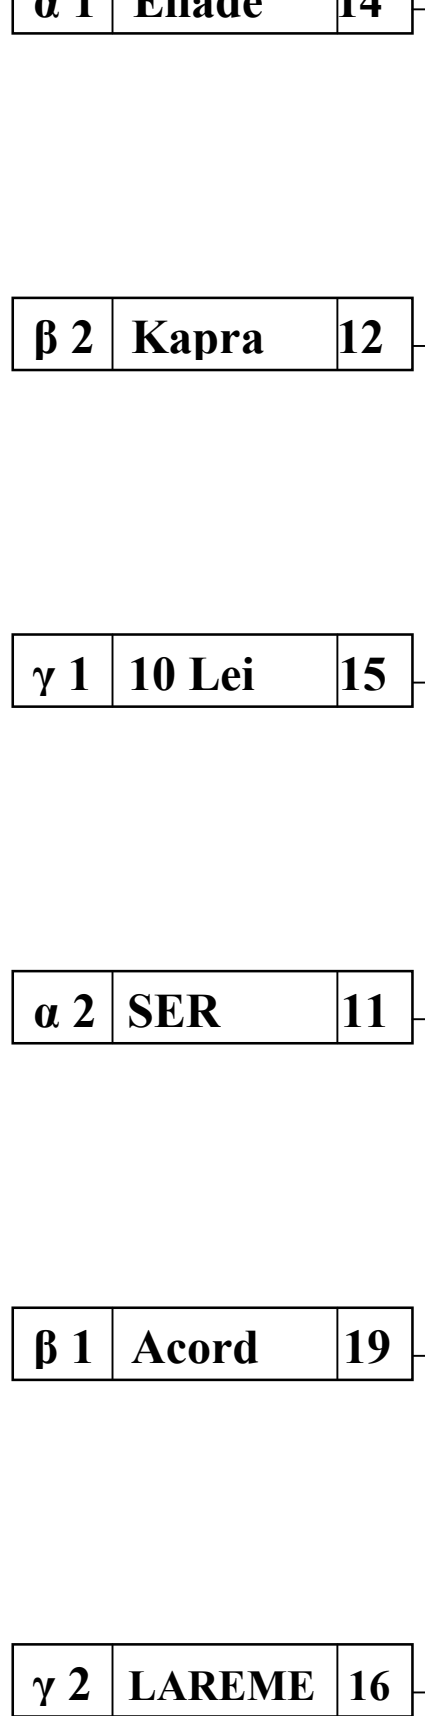 α 1 Eliade 14
β 2 Kapra 12
γ 1 10 Lei 15
α 2 SER 11
β 1 Acord 19
γ 2 LAREME 16